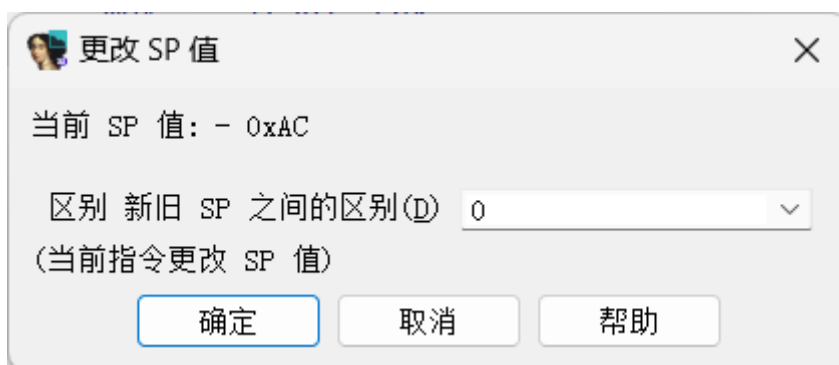 更改 SP 值
当前 SP 值: - 0xAC
区别 新旧 SP 之间的区别(D) 0
(当前指令更改 SP 值)
确定 取消 帮助